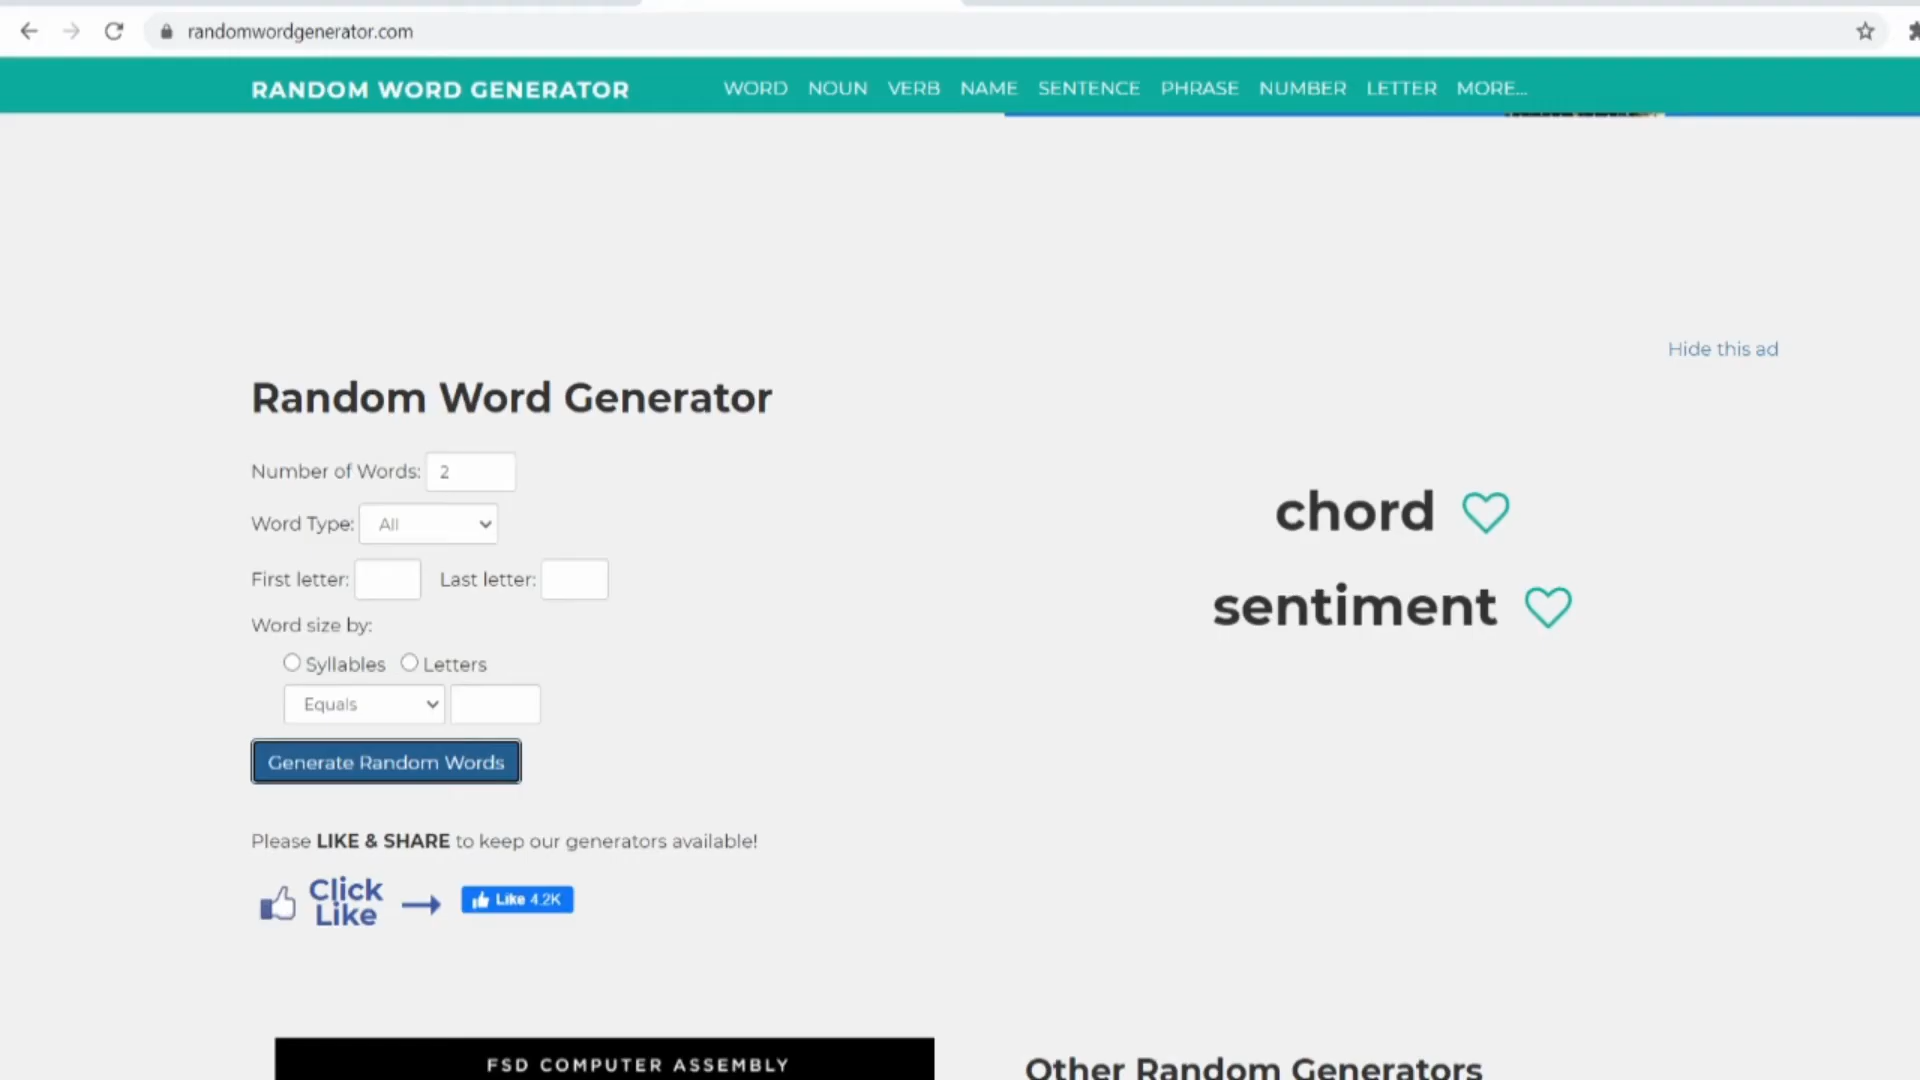 randomwordgenerator.com
RANDOM WORD GENERATOR WORD NOUN VERB NAME SENTENCE PHRASE NUMBER LETTER MORE...
Hide this ad
Random Word Generator
Number of Words: 2
Word Type: All
First letter: Last letter:
Word size by:
Syllables Letters
Equals
Generate Random Words
chord
sentiment
Please LIKE & SHARE to keep our generators available!
Click
Like
Like 4.2K
FSD COMPUTER ASSEMBLY
Other Random Generators